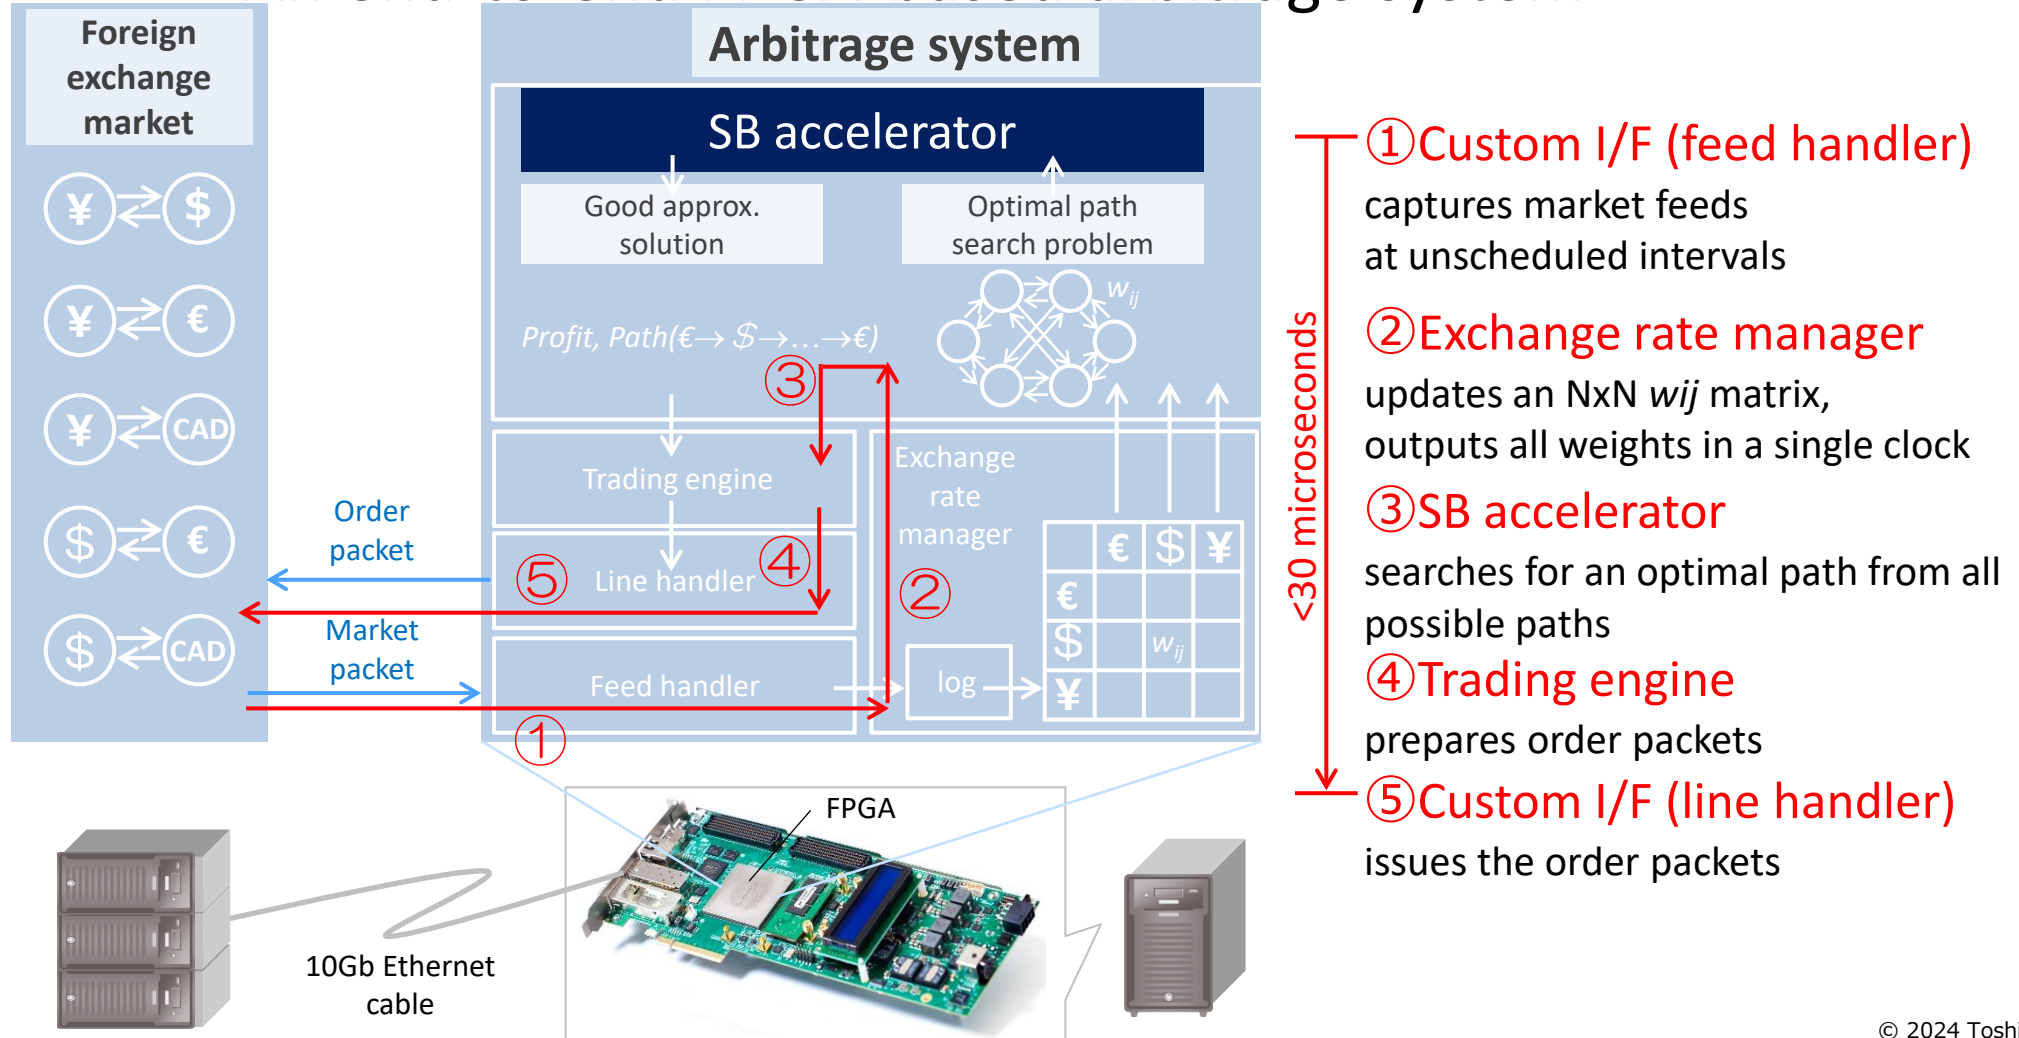 Arbitrage system
Foreign
exchange
market
¥ $
¥ €
¥ CAD
$ €
$ CAD
SB accelerator
Good approx.
solution
Optimal path
search problem
wij
Profit, Path(€→ $→…→€)
③
Trading engine
Order
packet
⑤
Line handler
④
②
Market
packet
Feed handler
①
Exchange
rate
manager
log
€ $ ¥
€
$ wij
¥
FPGA
10Gb Ethernet
cable
<30 microseconds
①Custom I/F (feed handler)
captures market feeds
at unscheduled intervals
②Exchange rate manager
updates an NxN wij matrix,
outputs all weights in a single clock
③SB accelerator
searches for an optimal path from all
possible paths
④Trading engine
prepares order packets
⑤Custom I/F (line handler)
issues the order packets
© 2024 Toshi